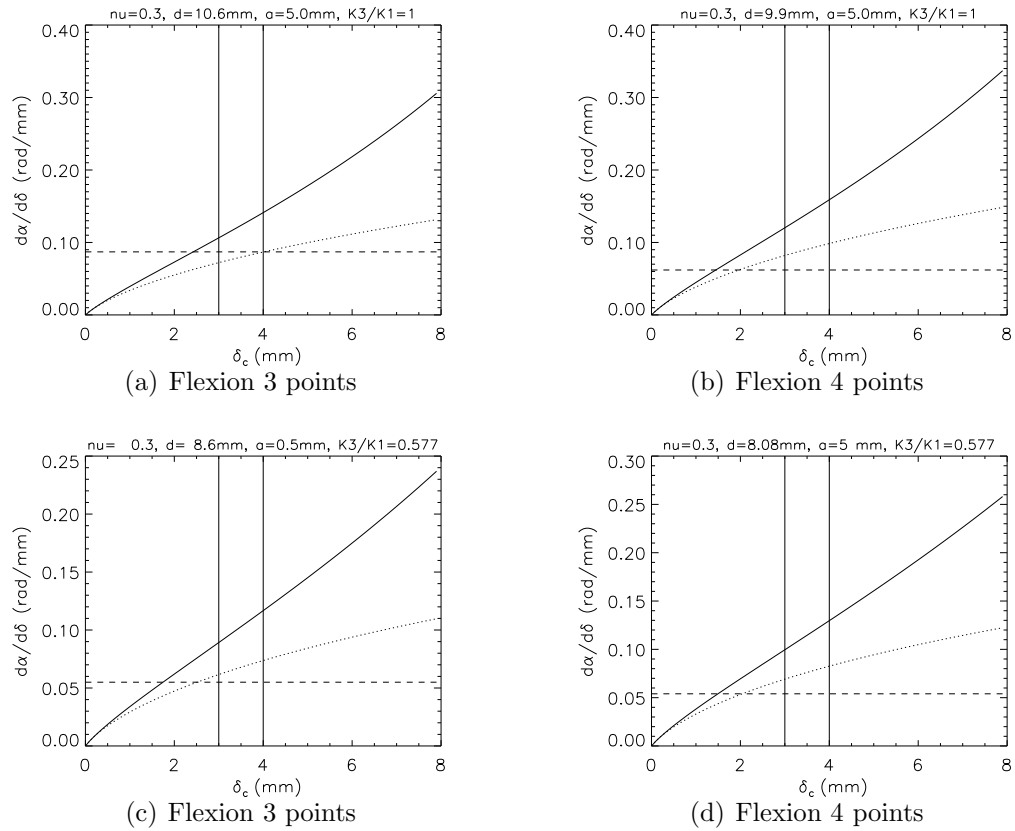 nu=0.3, d=10.6mm, a=5.0mm, K3/K1=1
0.40
0.30
0.20
0.10
0.00
dα/dδ (rad/mm)
0 2 4 6 8
δc (mm)
(a) Flexion 3 points
nu=0.3, d=9.9mm, a=5.0mm, K3/K1=1
0.40
0.30
0.20
0.10
0.00
dα/dδ (rad/mm)
0 2 4 6 8
δc (mm)
(b) Flexion 4 points
nu= 0.3, d= 8.6mm, a=0.5mm, K3/K1=0.577
0.25
0.20
0.15
0.10
0.05
0.00
dα/dδ (rad/mm)
0 2 4 6 8
δc (mm)
(c) Flexion 3 points
nu=0.3, d=8.08mm, a=5 mm, K3/K1=0.577
0.30
0.25
0.20
0.15
0.10
0.05
0.00
dα/dδ (rad/mm)
0 2 4 6 8
δc (mm)
(d) Flexion 4 points